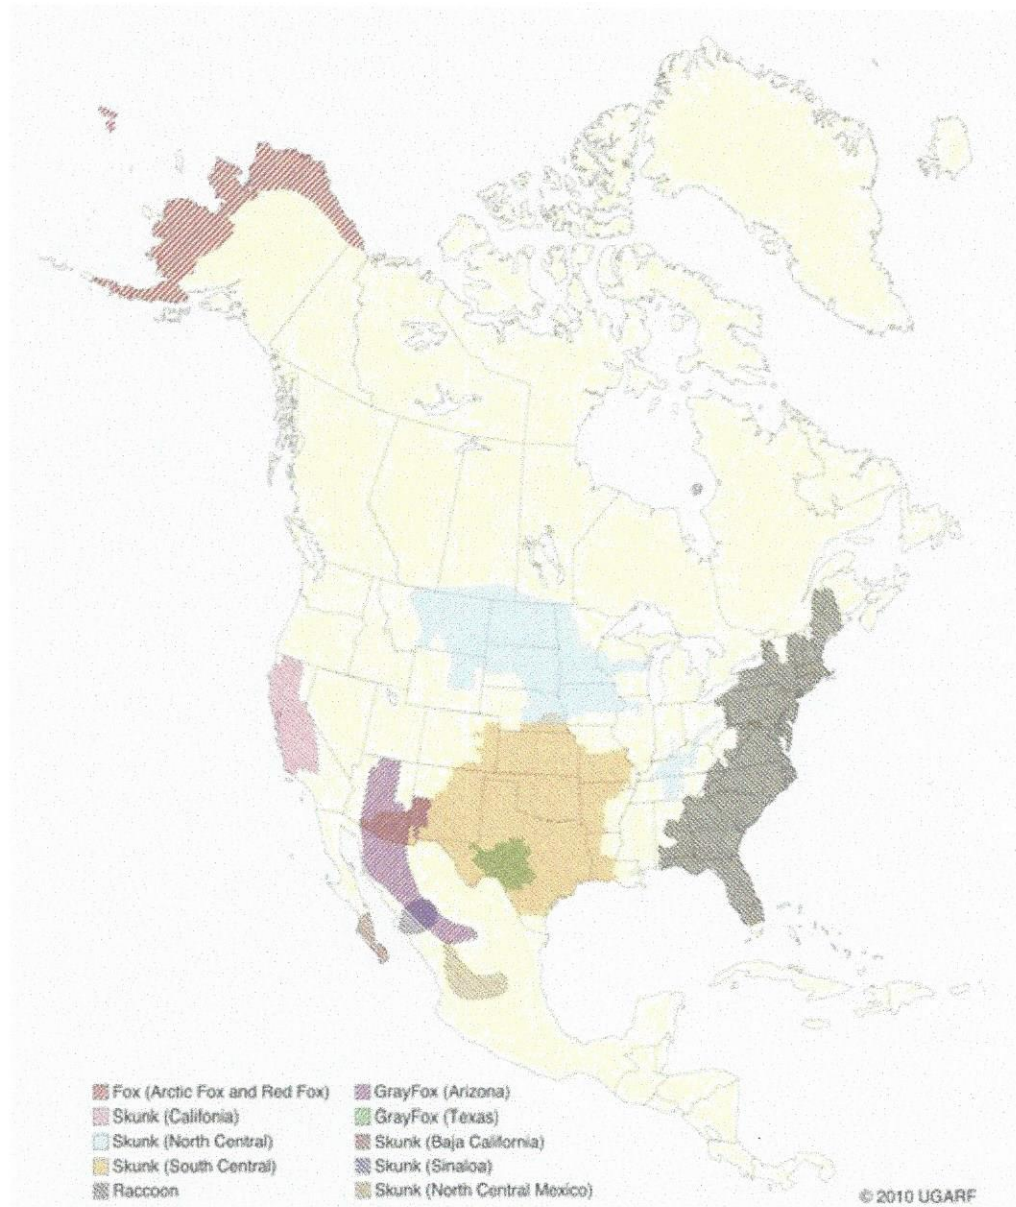 Fox (Arctic Fox and Red Fox)
Skunk (Califonia)
Skunk (North Central)
Skunk (South Central)
Raccoon
GrayFox (Arizona)
GrayFox (Texas)
Skunk (Baja California)
Skunk (Sinaloa)
Skunk (North Central Mexico)
© 2010 UGARF